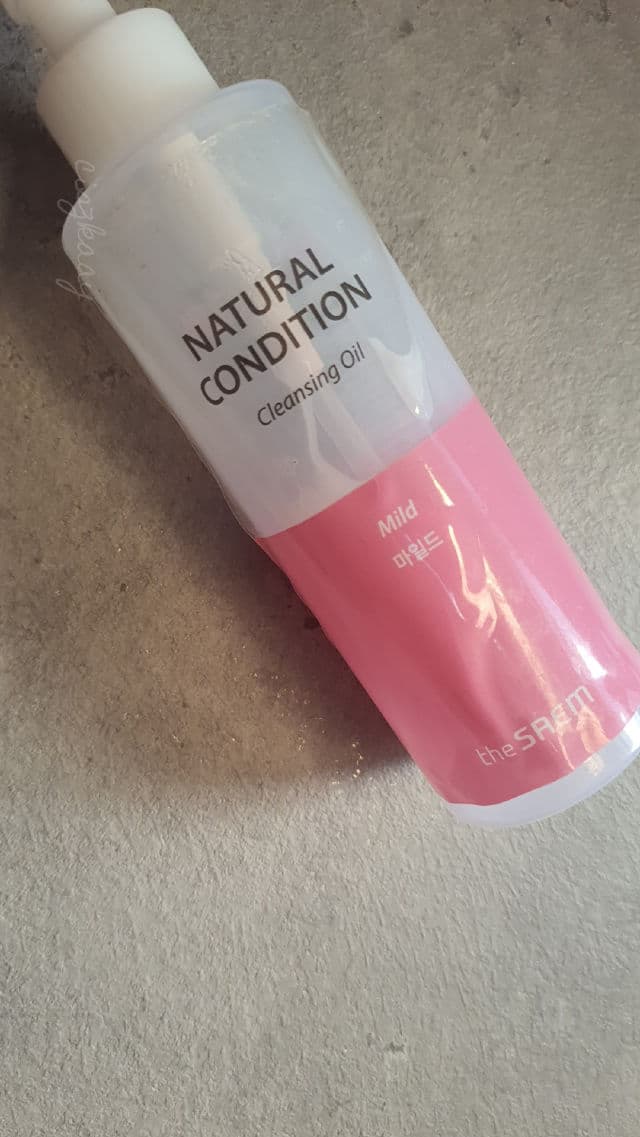 NATURAL
CONDITION
Cleansing Oil
Mild
마일드
the SAEM